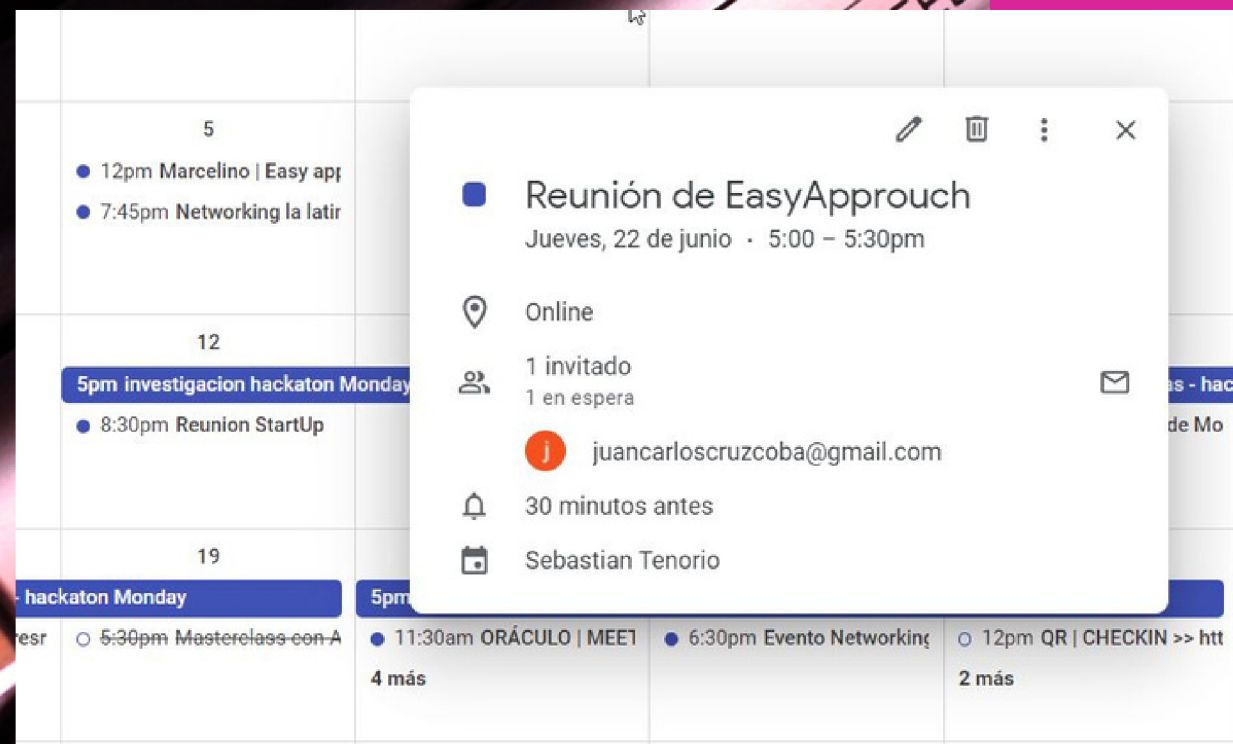 5
12pm Marcelino | Easy app
7:45pm Networking la latir
12
5pm investigacion hackaton Monday
8:30pm Reunion StartUp
19
- hackaton Monday
5:30pm Masterclass con A
Reunión de EasyApprouch
Jueves, 22 de junio · 5:00 – 5:30pm
Online
1 invitado
1 en espera
j
juancarloscruzcoba@gmail.com
30 minutos antes
Sebastian Tenorio
as - hac
de Mo
5pm
11:30am ORÁCULO | MEET
4 más
6:30pm Evento Networking
12pm QR | CHECKIN >> htt
2 más